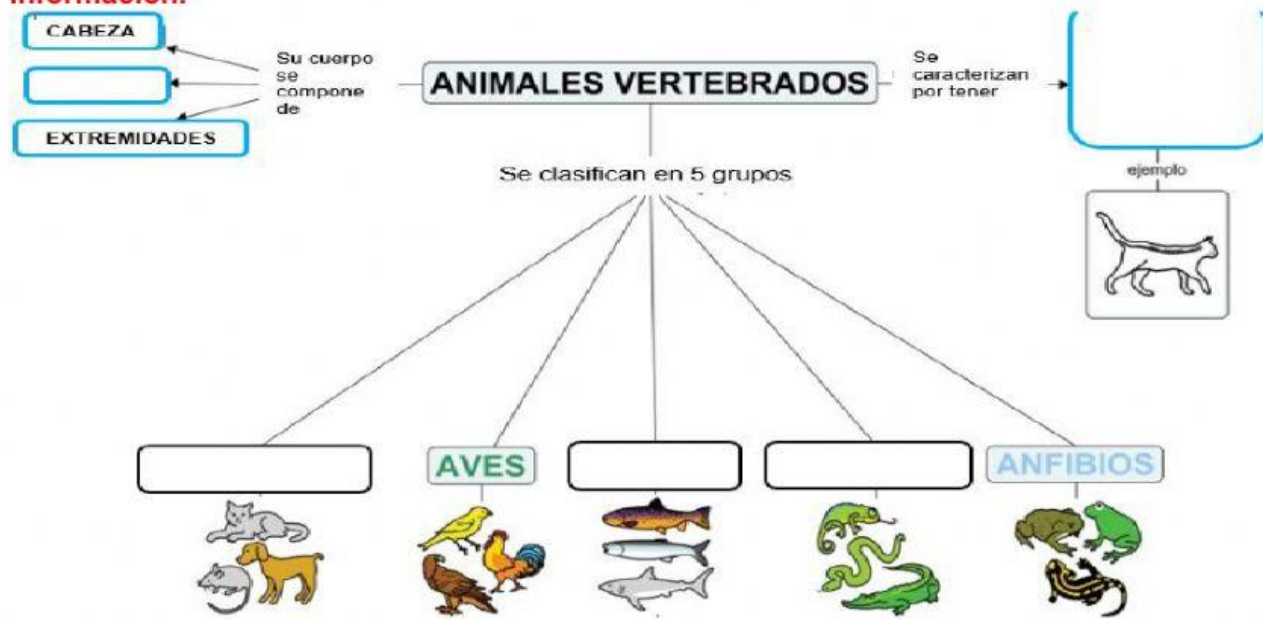 información:
CABEZA
Su cuerpo
se
compone
de
EXTREMIDADES
ANIMALES VERTEBRADOS
Se
caracterizan
por tener
ejemplo
Se clasifican en 5 grupos
AVES
ANFIBIOS